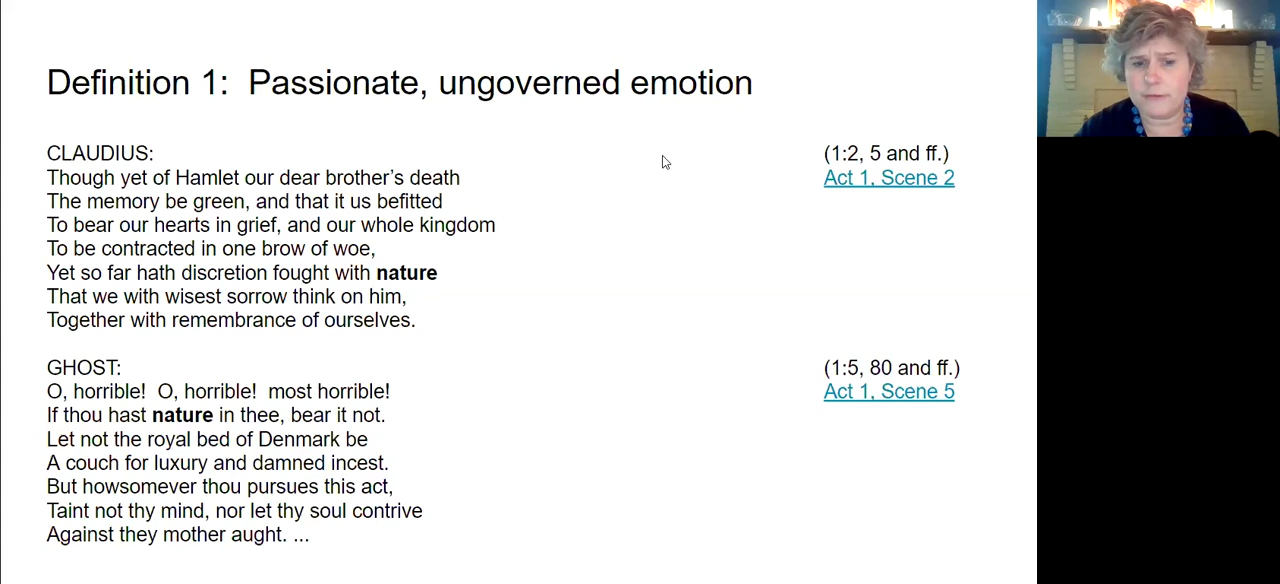 Definition 1:  Passionate, ungoverned emotion
CLAUDIUS:
(1:2, 5 and ff.)
Though yet of Hamlet our dear brother’s death
Act 1, Scene 2
The memory be green, and that it us befitted
To bear our hearts in grief, and our whole kingdom
To be contracted in one brow of woe,
Yet so far hath discretion fought with nature
That we with wisest sorrow think on him,
Together with remembrance of ourselves.
GHOST:
(1:5, 80 and ff.)
O, horrible!  O, horrible!  most horrible!
Act 1, Scene 5
If thou hast nature in thee, bear it not.
Let not the royal bed of Denmark be
A couch for luxury and damned incest.
But howsomever thou pursues this act,
Taint not thy mind, nor let thy soul contrive
Against they mother aught. ...